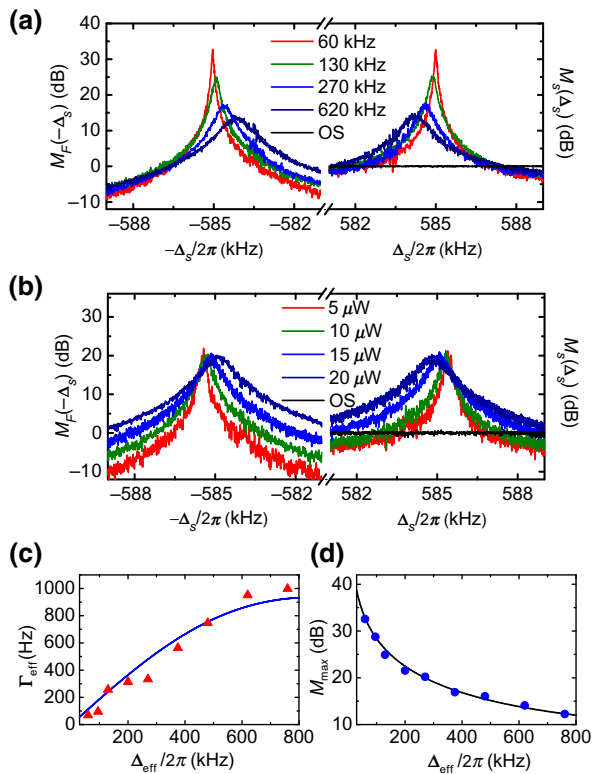 (a)
40
30
20
10
0
−10
M_F(−Δ_s) (dB)
60 kHz
130 kHz
270 kHz
620 kHz
OS
M_s(Δ_s) (dB)
−588 −585 −582 582 585 588
−Δ_s/2π (kHz) Δ_s/2π (kHz)
(b)
30
20
10
0
−10
M_F(−Δ_s) (dB)
5 μW
10 μW
15 μW
20 μW
OS
M_s(Δ_s) (dB)
−588 −585 −582 582 585 588
−Δ_s/2π (kHz) Δ_s/2π (kHz)
(c)
1000
800
600
400
200
0
Γ_eff (Hz)
200 400 600 800
Δ_eff/2π (kHz)
(d)
40
30
20
10
M_max (dB)
200 400 600 800
Δ_eff/2π (kHz)